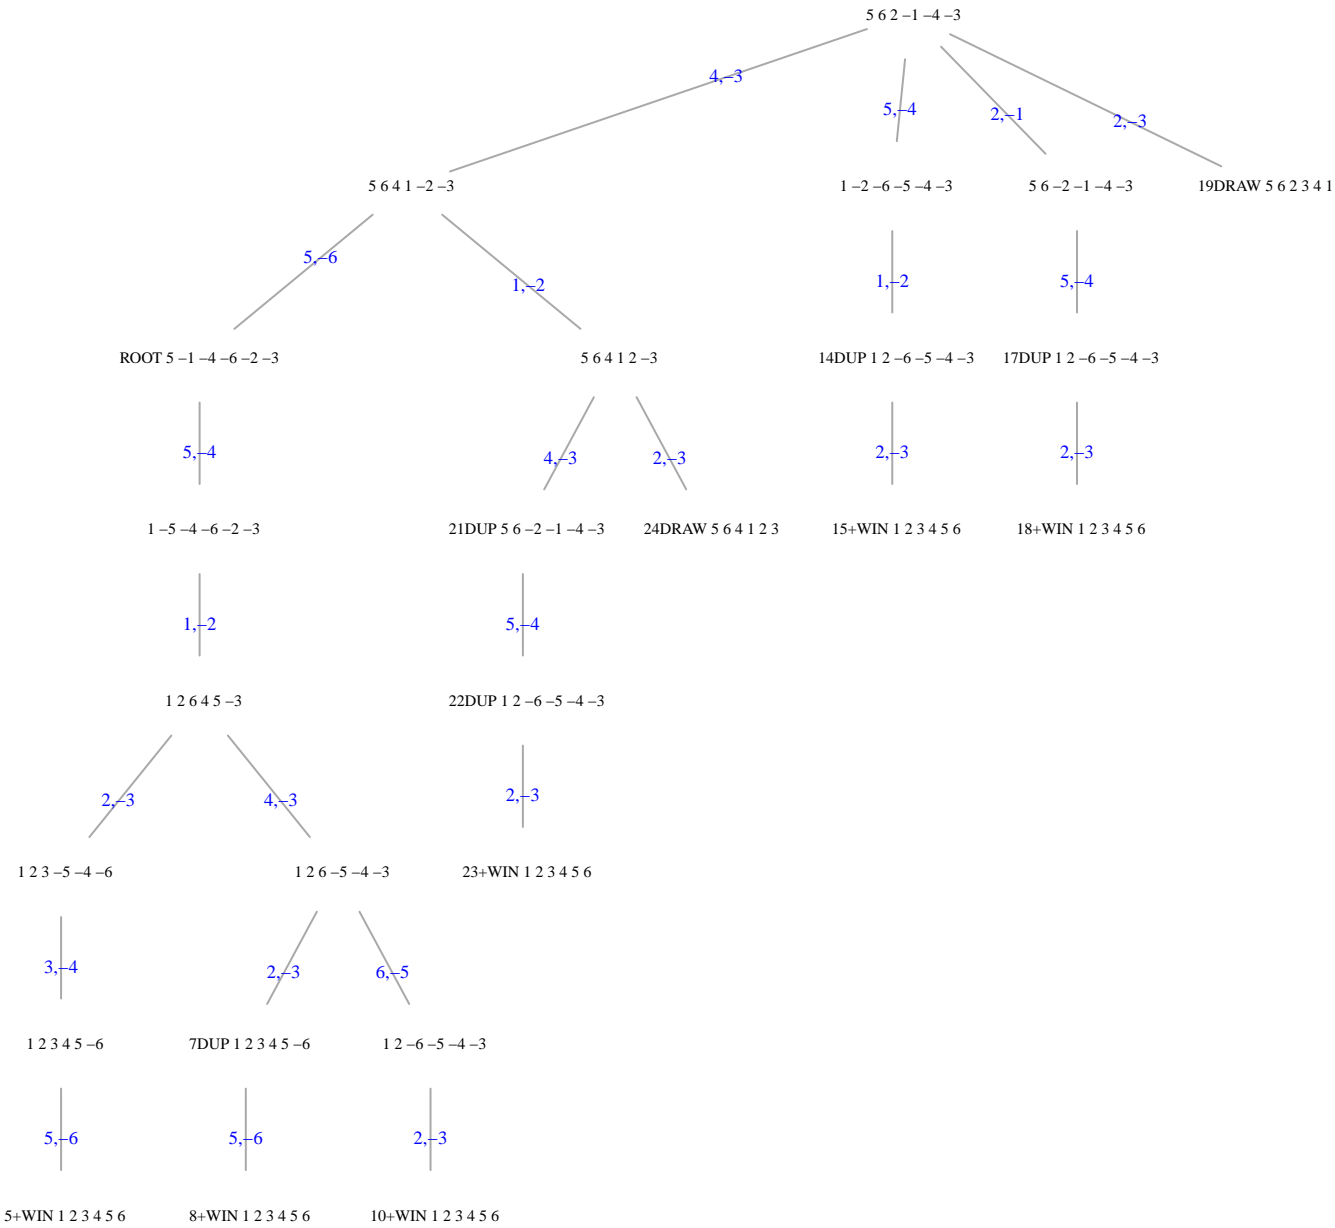 5 6 2 –1 –4 –3
4,–3
5,–4
2,–1
2,–3
5 6 4 1 –2 –3
1 –2 –6 –5 –4 –3
5 6 –2 –1 –4 –3
19DRAW 5 6 2 3 4 1
5,–6
1,–2
1,–2
5,–4
ROOT 5 –1 –4 –6 –2 –3
5 6 4 1 2 –3
14DUP 1 2 –6 –5 –4 –3
17DUP 1 2 –6 –5 –4 –3
5,–4
4,–3
2,–3
2,–3
2,–3
1 –5 –4 –6 –2 –3
21DUP 5 6 –2 –1 –4 –3
24DRAW 5 6 4 1 2 3
15+WIN 1 2 3 4 5 6
18+WIN 1 2 3 4 5 6
1,–2
5,–4
1 2 6 4 5 –3
22DUP 1 2 –6 –5 –4 –3
2,–3
4,–3
2,–3
1 2 3 –5 –4 –6
1 2 6 –5 –4 –3
23+WIN 1 2 3 4 5 6
3,–4
2,–3
6,–5
1 2 3 4 5 –6
7DUP 1 2 3 4 5 –6
1 2 –6 –5 –4 –3
5,–6
5,–6
2,–3
5+WIN 1 2 3 4 5 6
8+WIN 1 2 3 4 5 6
10+WIN 1 2 3 4 5 6